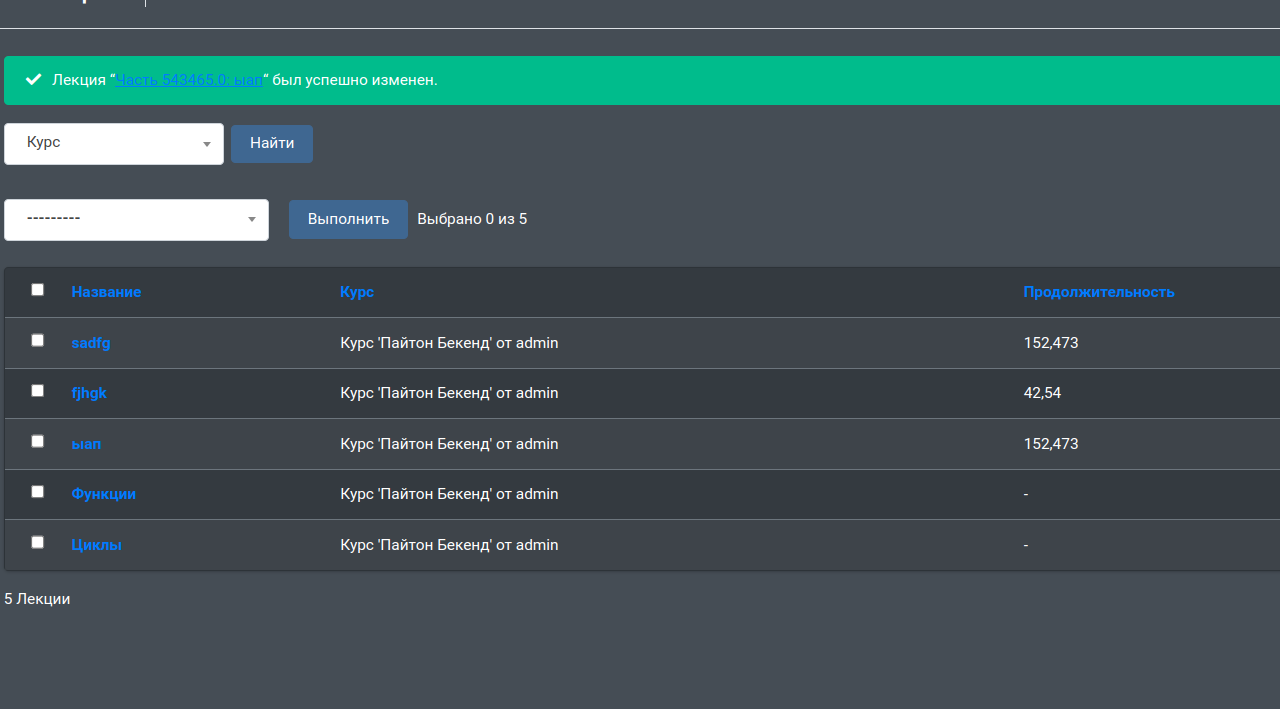 Лекция “Часть 543465.0: ыап“ был успешно изменен.
Курс Найти
--------- Выполнить Выбрано 0 из 5
Название Курс Продолжительность
sadfg Курс 'Пайтон Бекенд' от admin 152,473
fjhgk Курс 'Пайтон Бекенд' от admin 42,54
ыап Курс 'Пайтон Бекенд' от admin 152,473
Функции Курс 'Пайтон Бекенд' от admin -
Циклы Курс 'Пайтон Бекенд' от admin -
5 Лекции